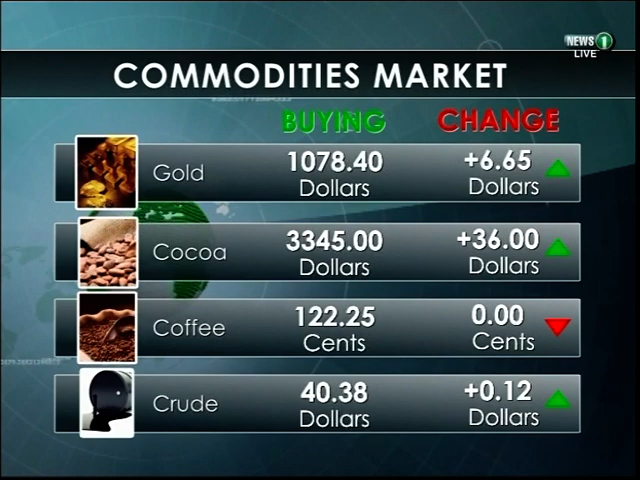 NEWS 1
LIVE
COMMODITIES MARKET
BUYING CHANGE
Gold 1078.40 Dollars +6.65 Dollars
Cocoa 3345.00 Dollars +36.00 Dollars
Coffee 122.25 Cents 0.00 Cents
Crude 40.38 Dollars +0.12 Dollars